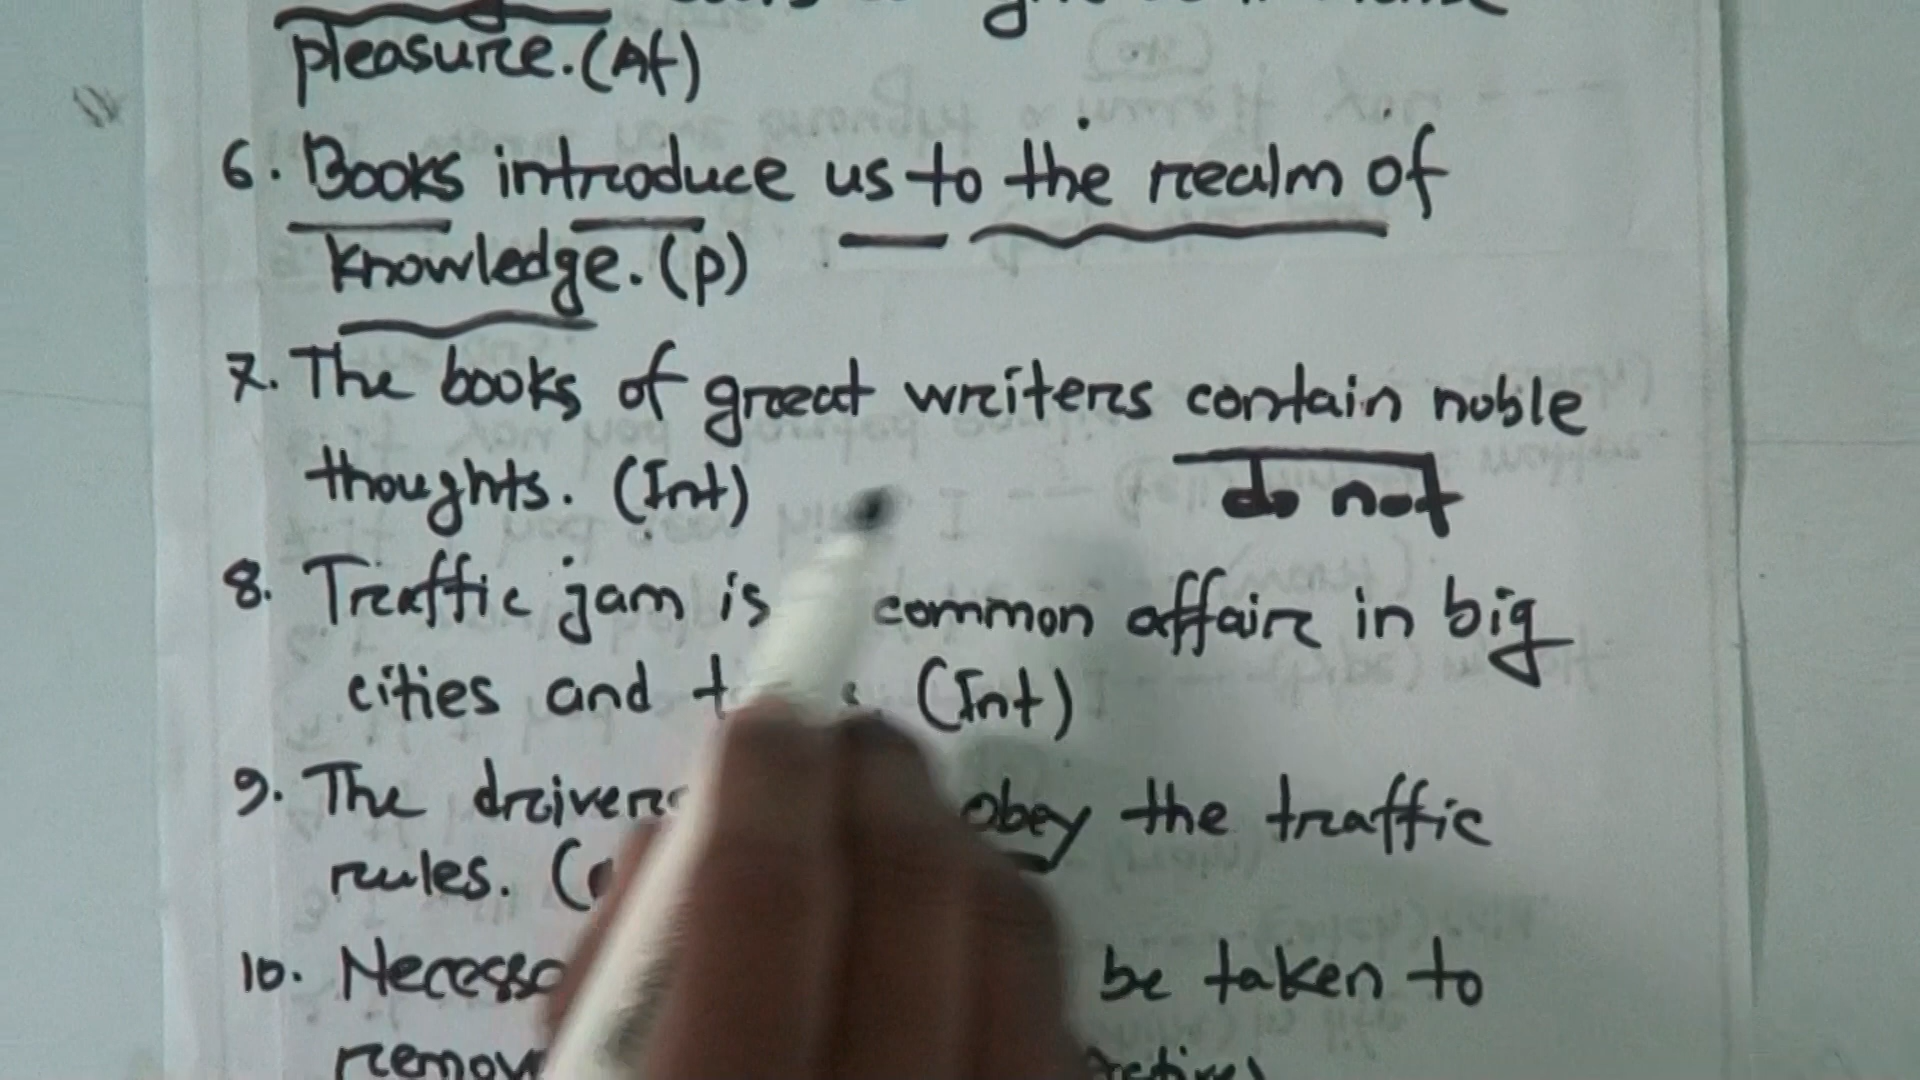 pleasure. (Af)
6. Books introduce us to the realm of
knowledge. (p)
7. The books of great writers contain noble
thoughts. (Int)
do not
8. Traffic jam is common affair in big
cities and (Int)
9. The drivers obey the traffic
rules.
10. be taken to